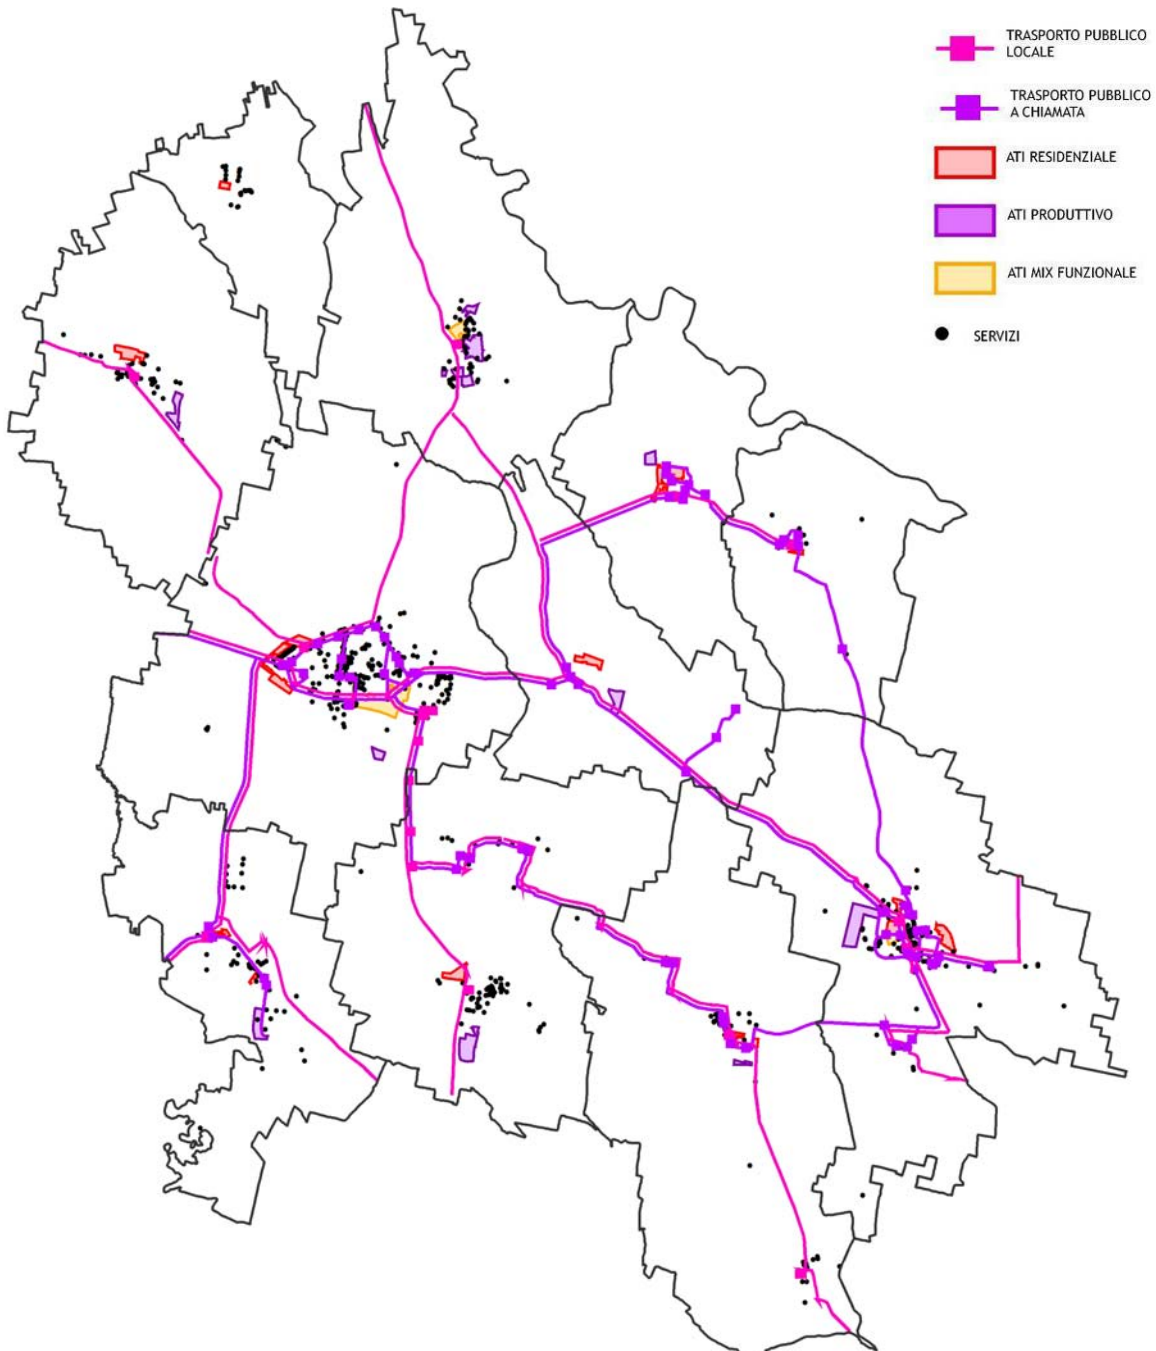 TRASPORTO PUBBLICO
LOCALE
TRASPORTO PUBBLICO
A CHIAMATA
ATI RESIDENZIALE
ATI PRODUTTIVO
ATI MIX FUNZIONALE
SERVIZI